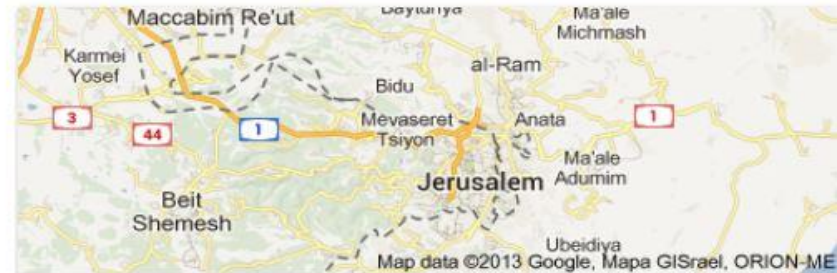 Maccabim Re'ut
Baytunya
Ma'ale
Michmash
Karmei
Yosef
al-Ram
Bidu
3
44
1
Mevaseret
Tsiyon
Anata
1
Ma'ale
Adumim
Jerusalem
Beit
Shemesh
Ubeidiya
Map data ©2013 Google, Mapa GISrael, ORION-ME